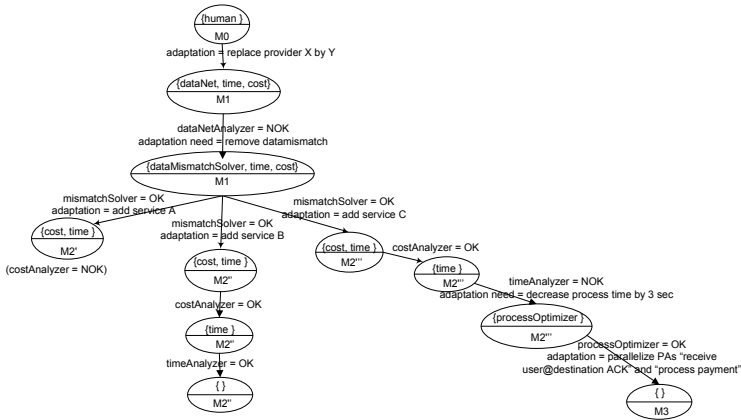 {human }
M0
adaptation = replace provider X by Y
{dataNet, time, cost}
M1
dataNetAnalyzer = NOK
adaptation need = remove datamismatch
{dataMismatchSolver, time, cost}
M1
mismatchSolver = OK
adaptation = add service A
{cost, time }
M2'
(costAnalyzer = NOK)
mismatchSolver = OK
adaptation = add service B
{cost, time }
M2"
costAnalyzer = OK
{time }
M2"
timeAnalyzer = OK
{ }
M2"
mismatchSolver = OK
adaptation = add service C
{cost, time }
M2"'
costAnalyzer = OK
{time }
M2"'
timeAnalyzer = NOK
adaptation need = decrease process time by 3 sec
{processOptimizer }
M2"'
processOptimizer = OK
adaptation = parallelize PAs “receive
user@destination ACK” and “process payment”
{ }
M3